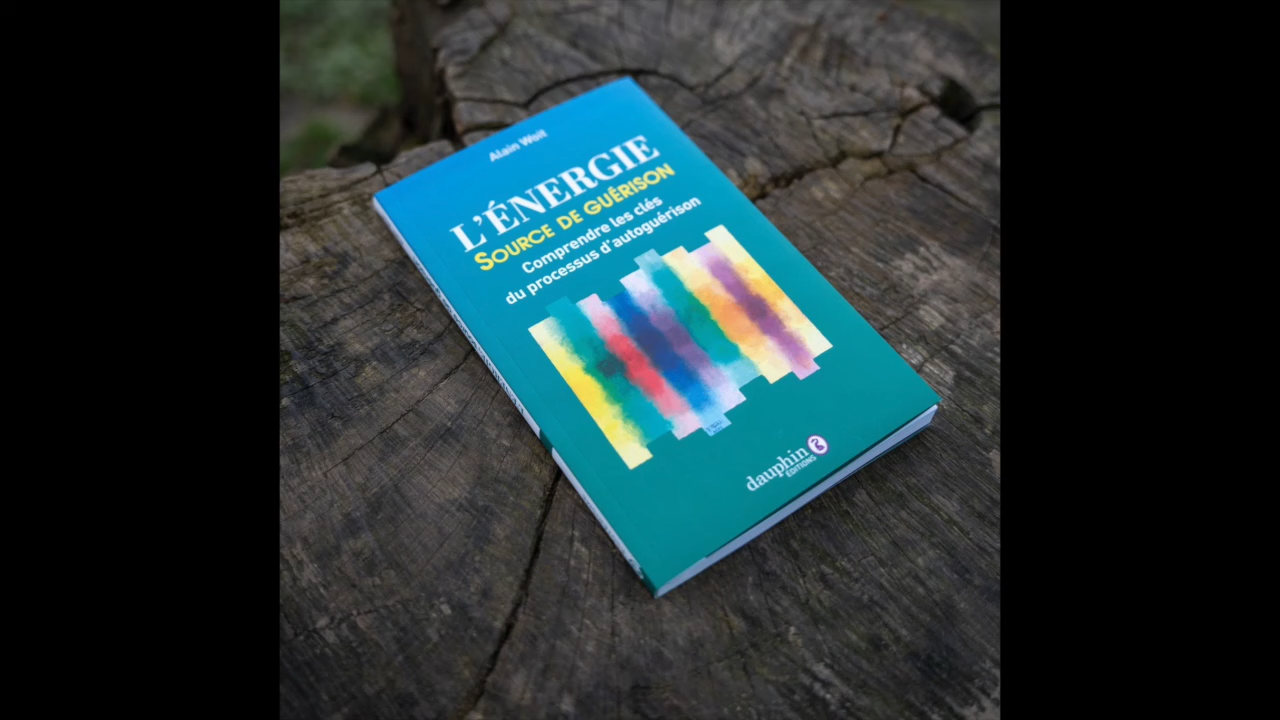 Alain Wolf
L'ÉNERGIE
SOURCE DE GUÉRISON
Comprendre les clés
du processus d'autoguérison
dauphin
ÉDITIONS